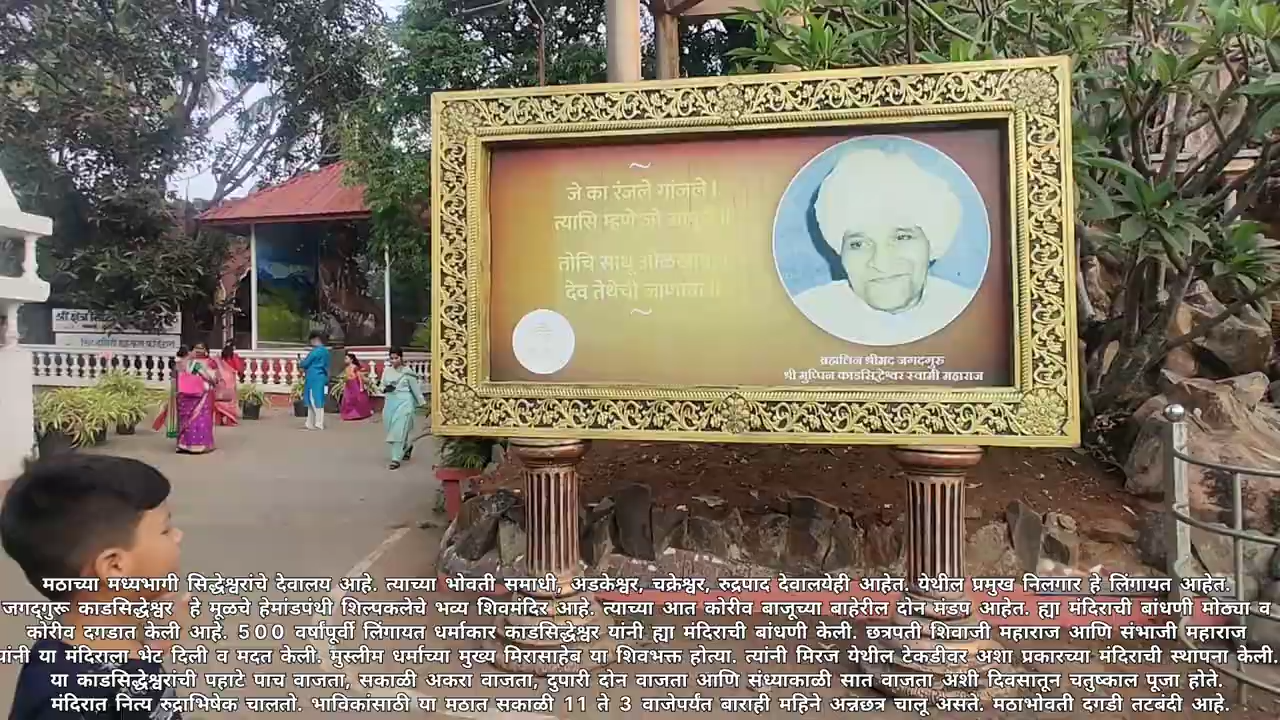 श्री क्षेत्र
~
जे का रंजले गांजले ।
त्यासि म्हणे जो आपुले ॥
तोचि साधू ओळखावा ।
देव तेथेची जाणावा ॥
~
ब्रह्मलिन श्रीमद जगदगुरू
श्री मुप्पिन काडसिद्धेश्वर स्वामी महाराज
मठाच्या मध्यभागी सिद्धेश्वरांचे देवालय आहे. त्याच्या भोवती समाधी, अडकेश्वर, चक्रेश्वर, रुद्रपाद देवालयेही आहेत. येथील प्रमुख निलगार हे लिंगायत आहेत.
जगद्गुरू काडसिद्धेश्वर हे मूळचे हेमांडपंथी शिल्पकलेचे भव्य शिवमंदिर आहे. त्याच्या आत कोरीव बाजूच्या बाहेरील दोन मंडप आहेत. ह्या मंदिराची बांधणी मोठ्या व
कोरीव दगडात केली आहे. 500 वर्षांपूर्वी लिंगायत धर्माकार काडसिद्धेश्वर यांनी ह्या मंदिराची बांधणी केली. छत्रपती शिवाजी महाराज आणि संभाजी महाराज
यांनी या मंदिराला भेट दिली व मदत केली. मुस्लीम धर्माच्या मुख्य मिरासाहेब या शिवभक्त होत्या. त्यांनी मिरज येथील टेकडीवर अशा प्रकारच्या मंदिराची स्थापना केली.
या काडसिद्धेश्वरांची पहाटे पाच वाजता, सकाळी अकरा वाजता, दुपारी दोन वाजता आणि संध्याकाळी सात वाजता अशी दिवसातून चतुष्काल पूजा होते.
मंदिरात नित्य रुद्राभिषेक चालतो. भाविकांसाठी या मठात सकाळी 11 ते 3 वाजेपर्यंत बाराही महिने अन्नछत्र चालू असते. मठाभोवती दगडी तटबंदी आहे.